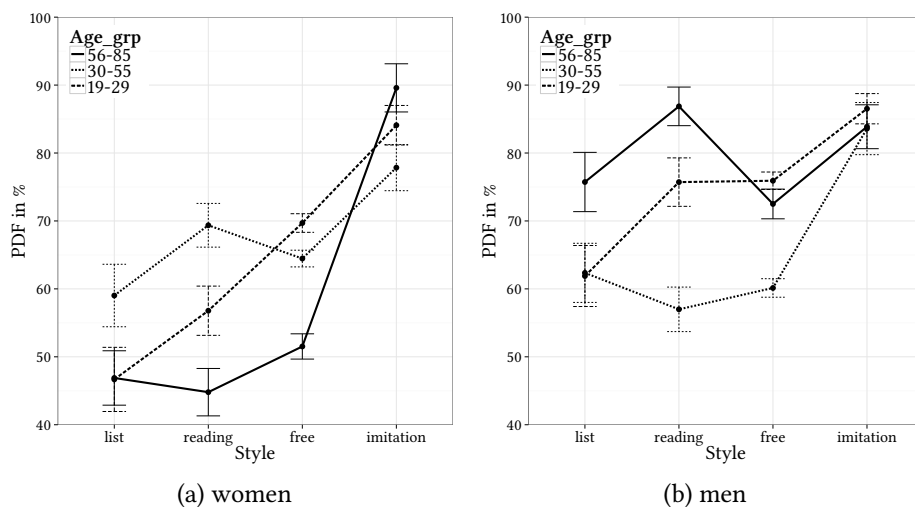 100
90
80
70
60
50
40
PDF in %
Age_grp
56-85
30-55
19-29
list reading free imitation
Style
(a) women
100
90
80
70
60
50
40
PDF in %
Age_grp
56-85
30-55
19-29
list reading free imitation
Style
(b) men